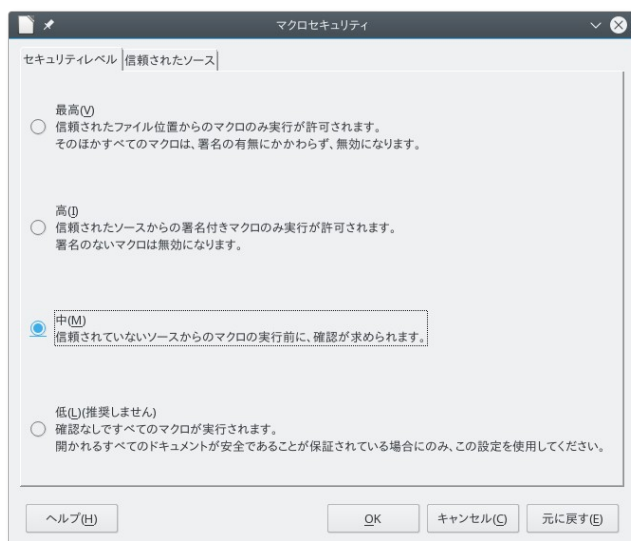 マクロセキュリティ
セキュリティレベル
信頼されたソース
最高(V)
信頼されたファイル位置からのマクロのみ実行が許可されます。
そのほかすべてのマクロは、署名の有無にかかわらず、無効になります。
高(I)
信頼されたソースからの署名付きマクロのみ実行が許可されます。
署名のないマクロは無効になります。
中(M)
信頼されていないソースからのマクロの実行前に、確認が求められます。
低(L)(推奨しません)
確認なしですべてのマクロが実行されます。
開かれるすべてのドキュメントが安全であることが保証されている場合にのみ、この設定を使用してください。
ヘルプ(H)
OK
キャンセル(C)
元に戻す(E)